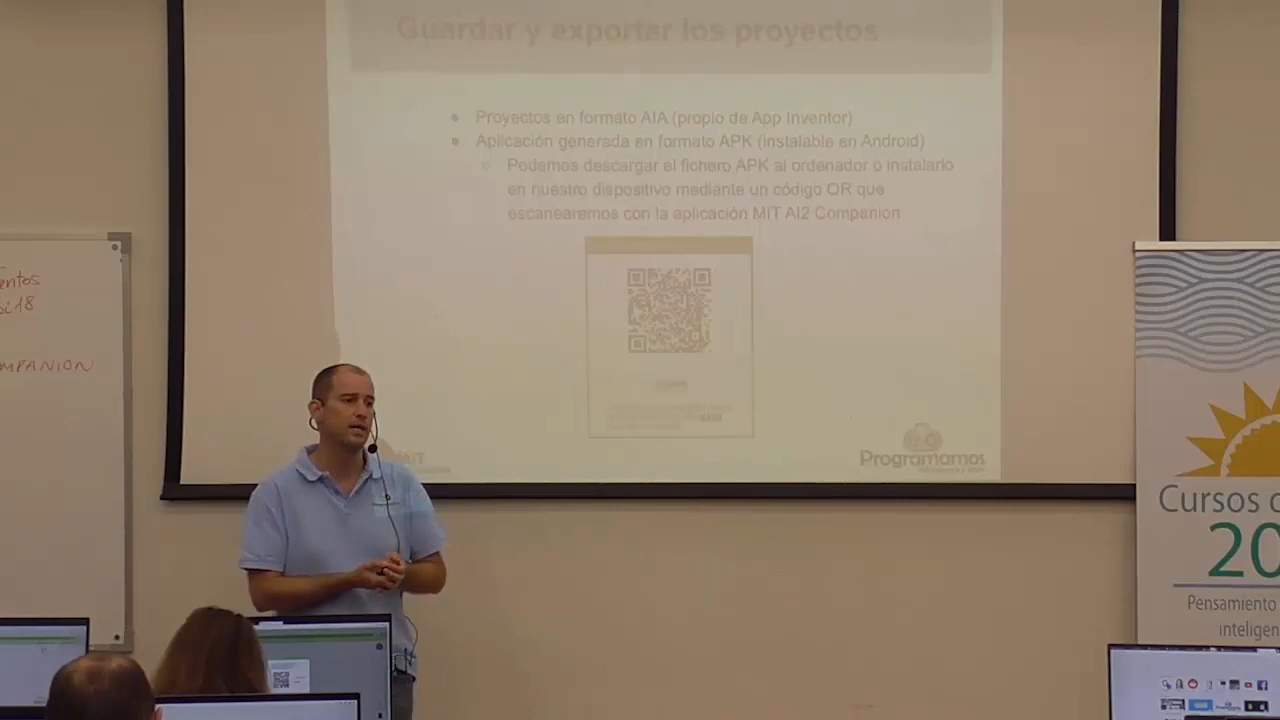 Guardar y exportar los proyectos
Proyectos en formato AIA (propio de App Inventor)
Aplicación generada en formato APK (instalable en Android)
Podemos descargar el fichero APK al ordenador o instalarlo
en nuestro dispositivo mediante un código QR que
escanearemos con la aplicación MIT AI2 Companion
Programamos
entos
oi18
MPANION
Cursos d
20
Pensamiento
inteligen